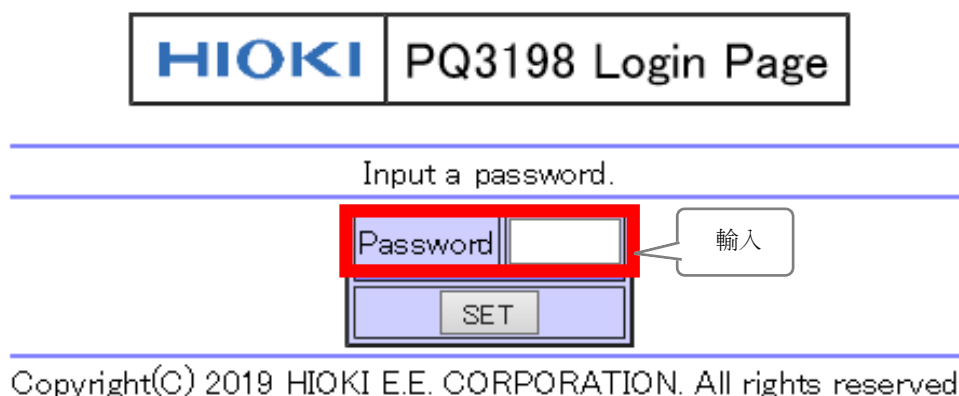 HIOKI PQ3198 Login Page
Input a password.
Password
輸入
SET
Copyright(C) 2019 HIOKI E.E. CORPORATION. All rights reserved